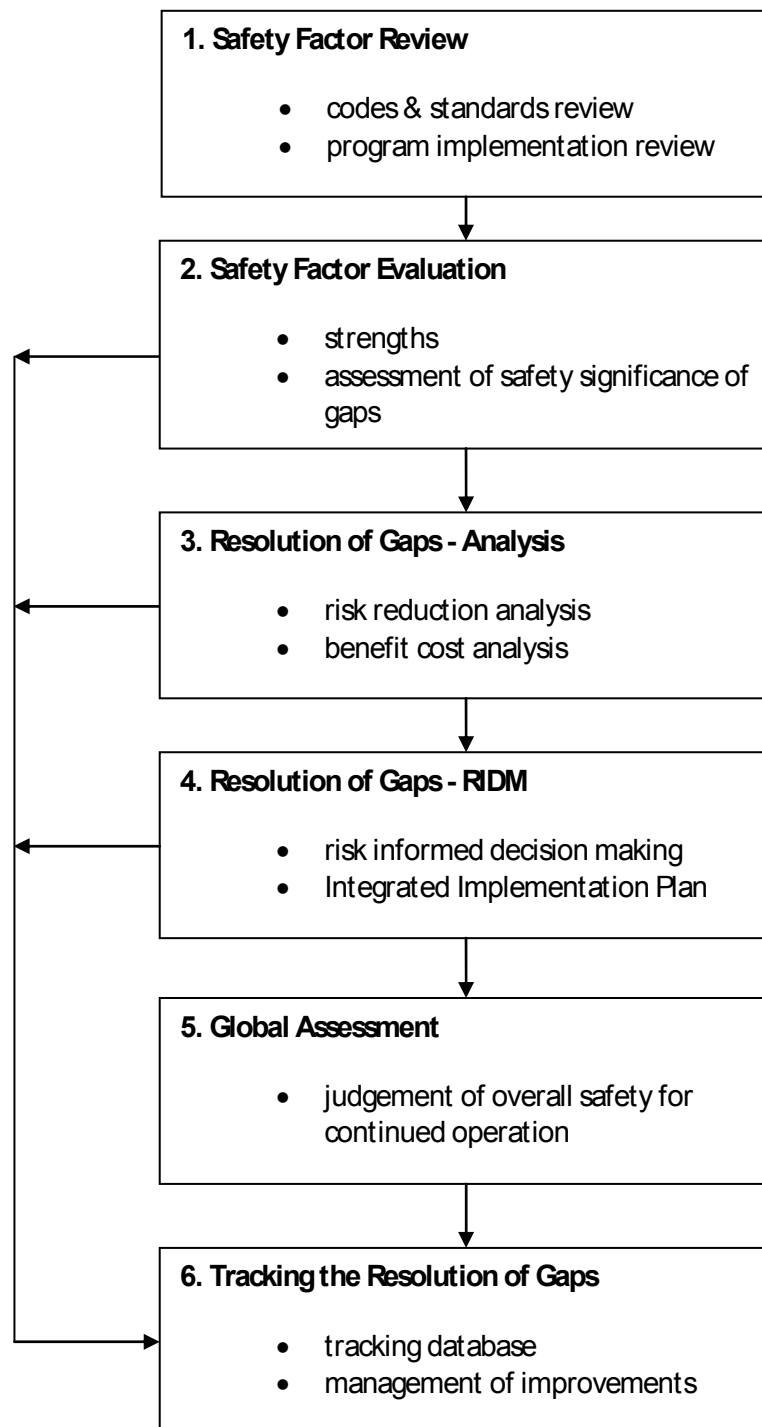 1. Safety Factor Review
• codes & standards review
• program implementation review
2. Safety Factor Evaluation
• strengths
• assessment of safety significance of
gaps
3. Resolution of Gaps - Analysis
• risk reduction analysis
• benefit cost analysis
4. Resolution of Gaps - RIDM
• risk informed decision making
• Integrated Implementation Plan
5. Global Assessment
• judgement of overall safety for
continued operation
6. Tracking the Resolution of Gaps
• tracking database
• management of improvements